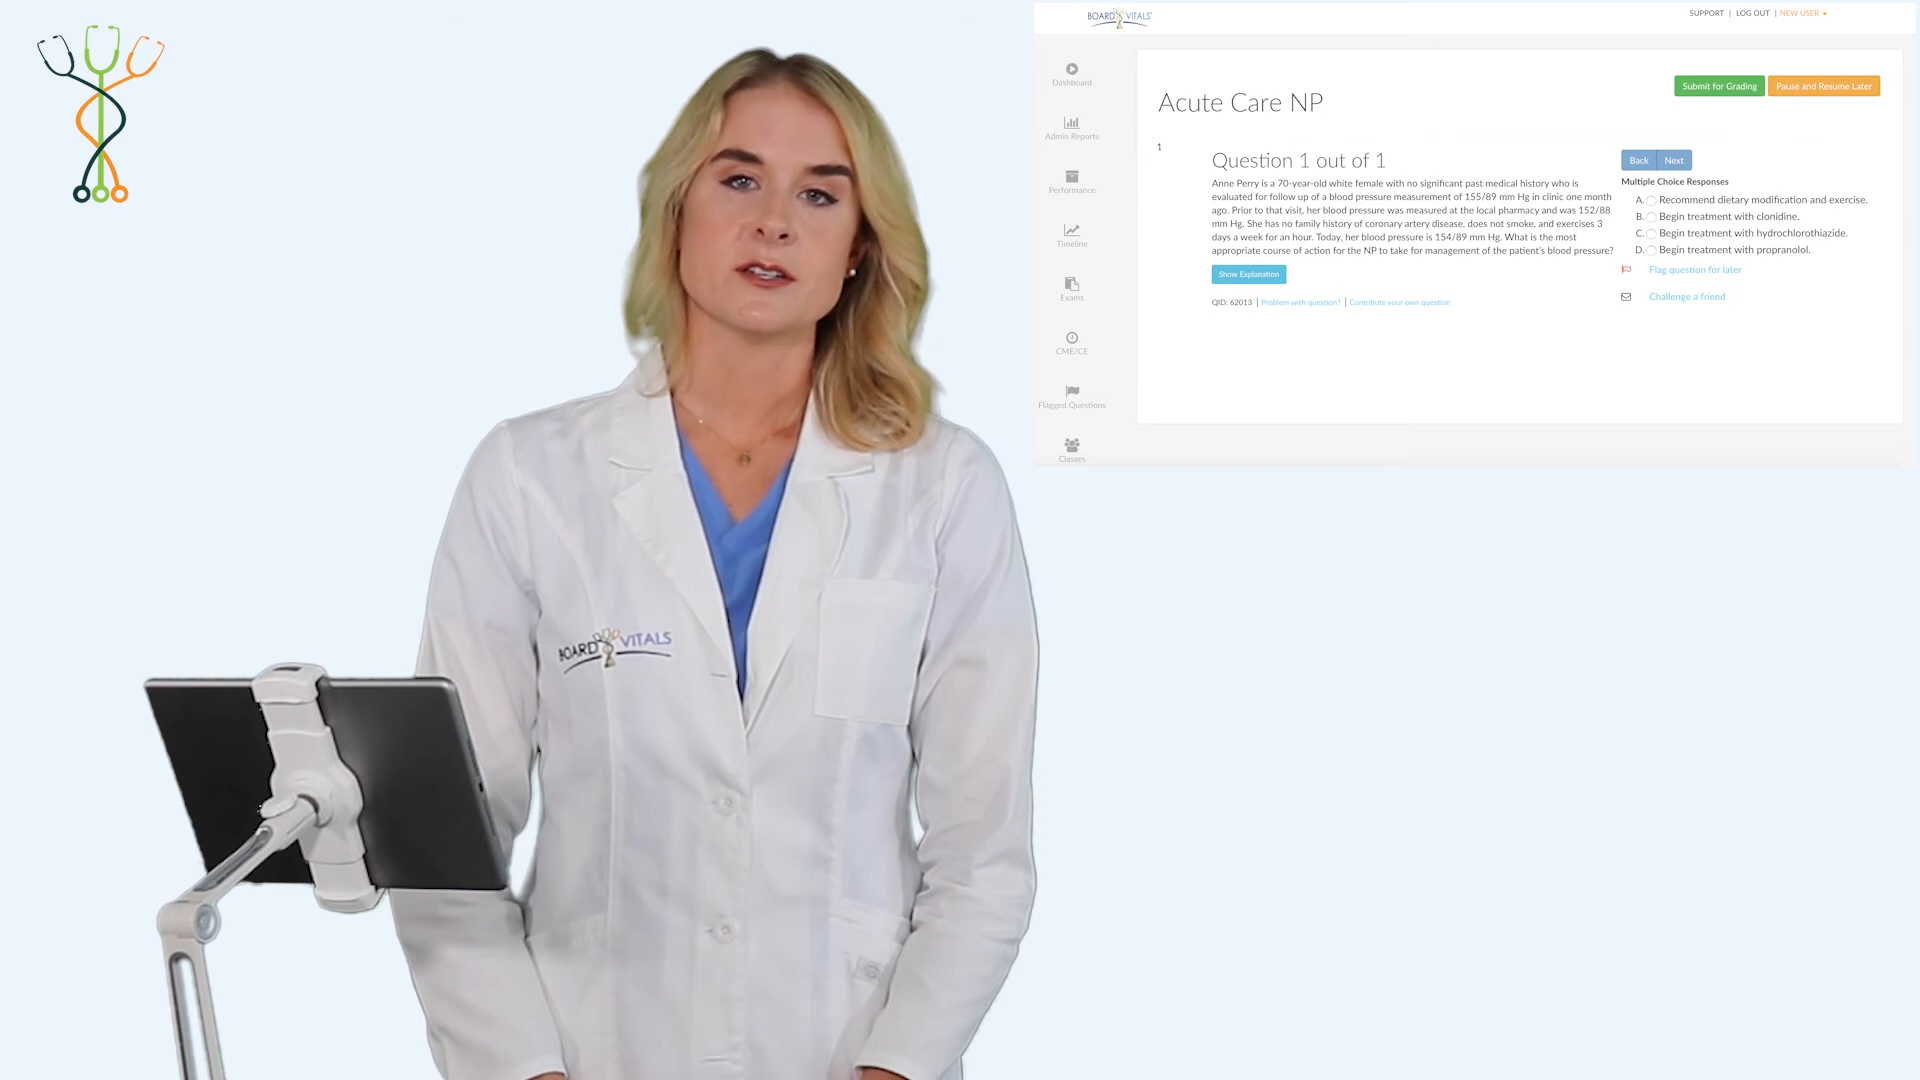 BOARD VITALS
SUPPORT | LOG OUT | NEW USER
Dashboard
Admin Reports
Performance
Timeline
Exams
CME/CE
Flagged Questions
Classes
Acute Care NP
Submit for Grading
Pause and Resume Later
1
Question 1 out of 1
Anne Perry is a 70-year-old white female with no significant past medical history who is
evaluated for follow up of a blood pressure measurement of 155/89 mm Hg in clinic one month
ago. Prior to that visit, her blood pressure was measured at the local pharmacy and was 152/88
mm Hg. She has no family history of coronary artery disease, does not smoke, and exercises 3
days a week for an hour. Today, her blood pressure is 154/89 mm Hg. What is the most
appropriate course of action for the NP to take for management of the patient's blood pressure?
Show Explanation
QID: 62013 | Problem with question? | Contribute your own question
Back Next
Multiple Choice Responses
A. Recommend dietary modification and exercise.
B. Begin treatment with clonidine.
C. Begin treatment with hydrochlorothiazide.
D. Begin treatment with propranolol.
Flag question for later
Challenge a friend
BOARD VITALS